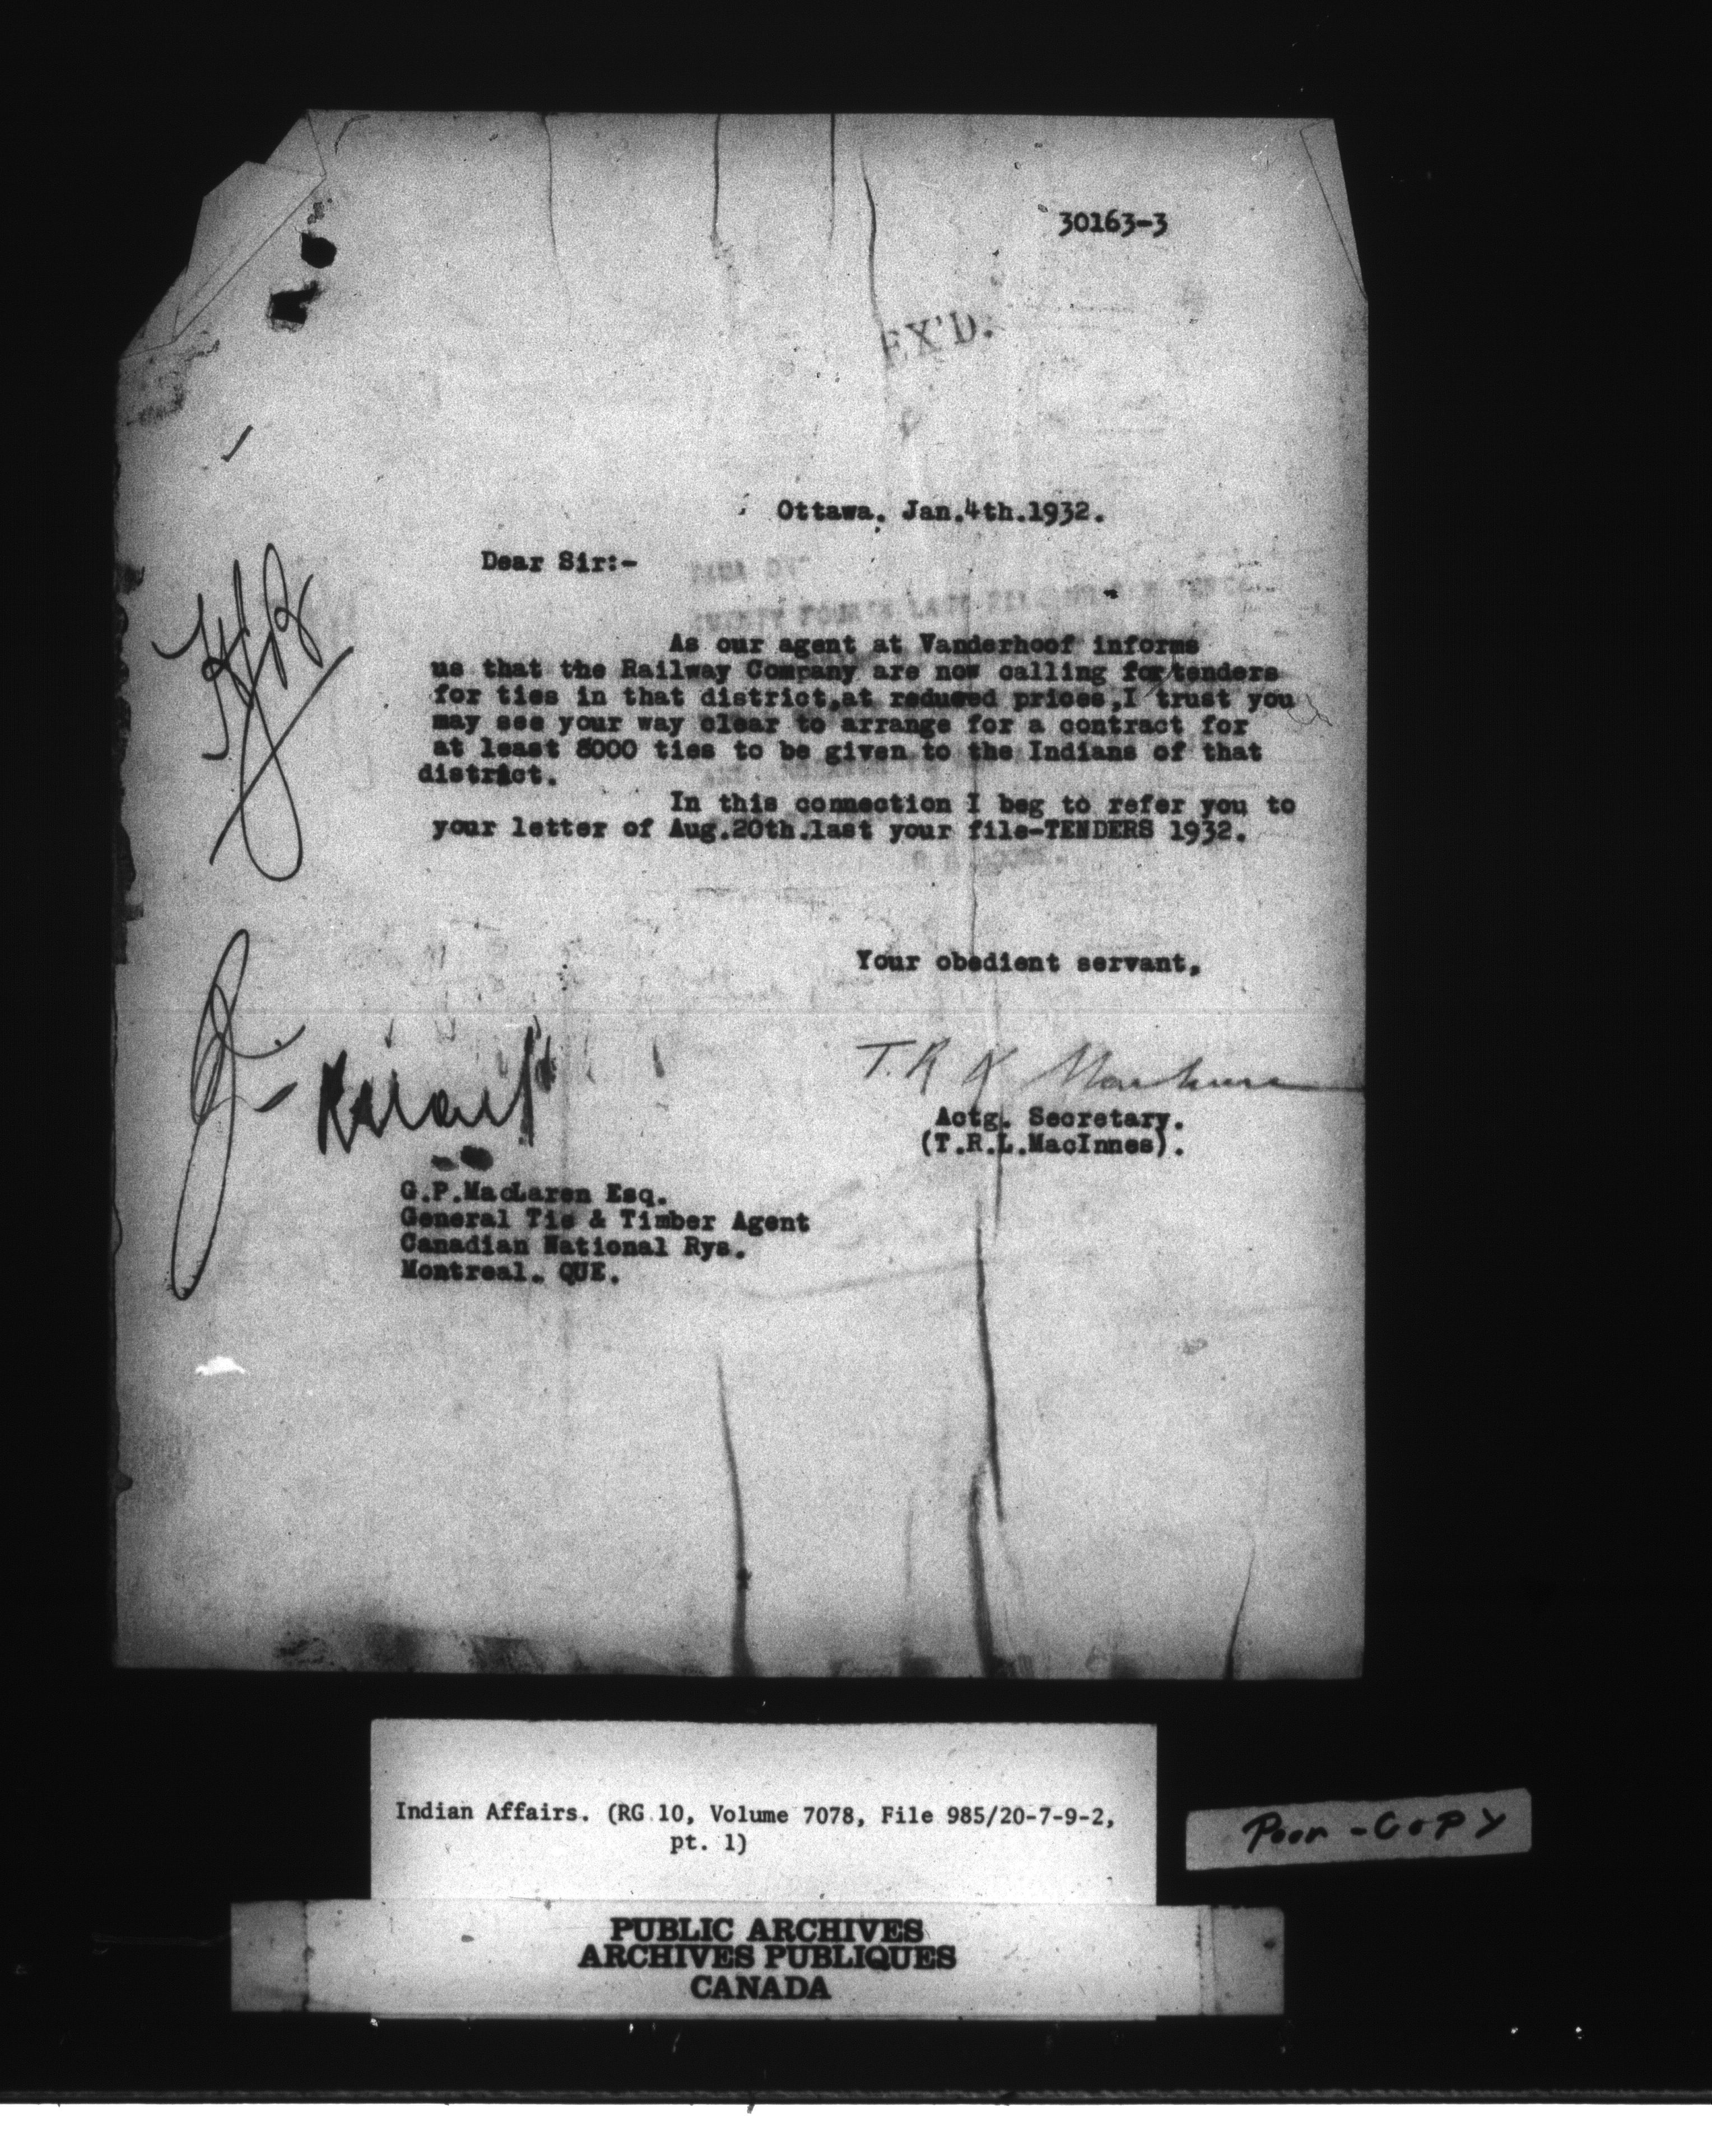 30163-3
EX'D.
Ottawa. Jan.4th.1932.
Dear Sir:-
As our agent at Vanderhoof informs
us that the Railway Company are now calling for tenders
for ties in that district,at reduced prices,I trust you
may see your way clear to arrange for a contract for
at least 8000 ties to be given to the Indians of that
district.
In this connection I beg to refer you to
your letter of Aug.20th.last your file-TENDERS 1932.
Your obedient servant,
T.R.L. MacInnes
Actg. Secretary.
(T.R.L.MacInnes).
G.P.MacLaren Esq.
General Tie & Timber Agent
Canadian National Rys.
Montreal. QUE.
Indian Affairs. (RG 10, Volume 7078, File 985/20-7-9-2,
pt. 1)
Poor-Copy
PUBLIC ARCHIVES
ARCHIVES PUBLIQUES
CANADA